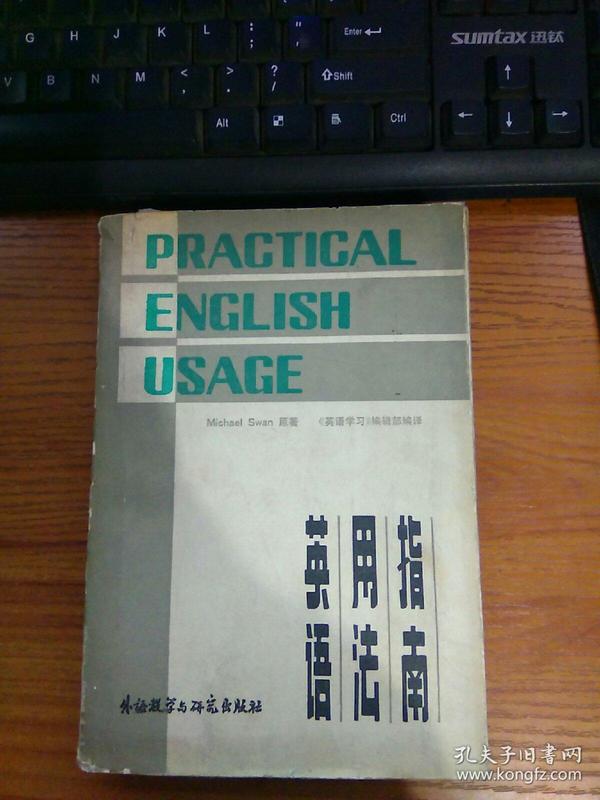 G H J K L : ; " ' Enter
sumtax 迅钛
V B N M < , > . ? / Shift
Alt Ctrl
PRACTICAL
ENGLISH
USAGE
Michael Swan 原著 《英语学习》编辑部编译
英语
用法
指南
外语教学与研究出版社
孔夫子旧书网
www.kongfz.com